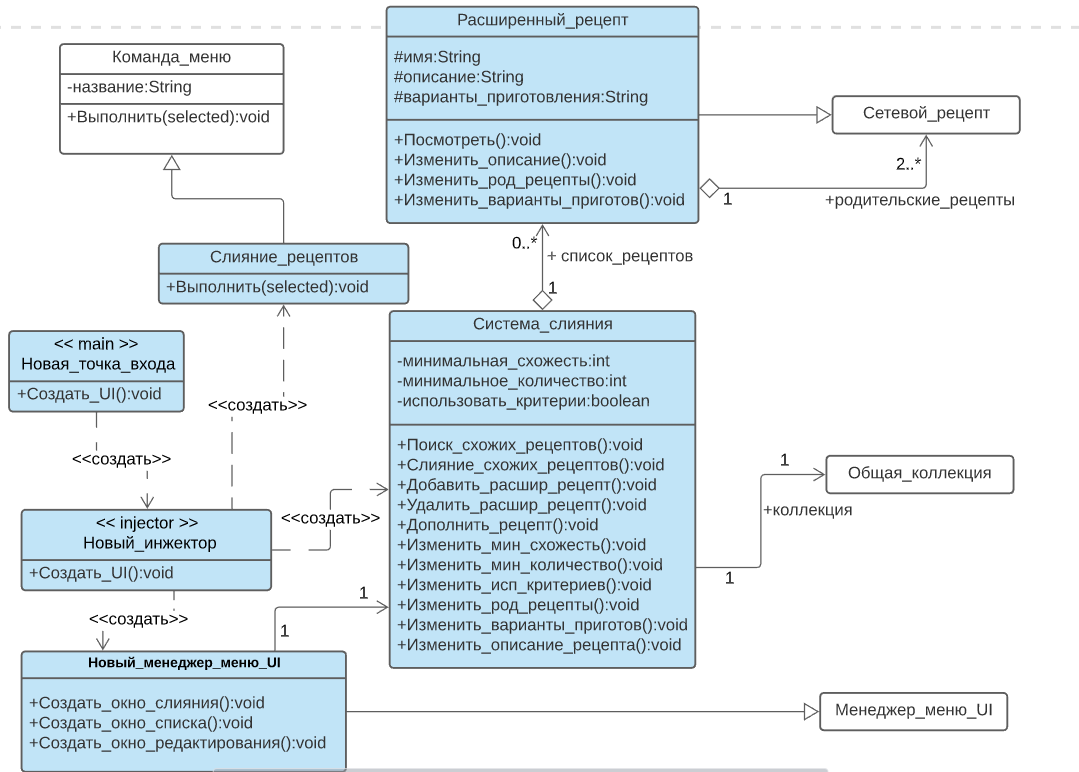 Расширенный_рецепт
#имя:String
#описание:String
#варианты_приготовления:String
+Посмотреть():void
+Изменить_описание():void
+Изменить_род_рецепты():void
+Изменить_варианты_приготов():void
Команда_меню
-название:String
+Выполнить(selected):void
Сетевой_рецепт
2..*
1
+родительские_рецепты
0..*
+ список_рецептов
1
Слияние_рецептов
+Выполнить(selected):void
<< main >>
Новая_точка_входа
+Создать_UI():void
<<создать>>
<<создать>>
Система_слияния
-минимальная_схожесть:int
-минимальное_количество:int
-использовать_критерии:boolean
+Поиск_схожих_рецептов():void
+Слияние_схожих_рецептов():void
+Добавить_расшир_рецепт():void
+Удалить_расшир_рецепт():void
+Дополнить_рецепт():void
+Изменить_мин_схожесть():void
+Изменить_мин_количество():void
+Изменить_исп_критериев():void
+Изменить_род_рецепты():void
+Изменить_варианты_приготов():void
+Изменить_описание_рецепта():void
1
Общая_коллекция
+коллекция
1
<< injector >>
Новый_инжектор
+Создать_UI():void
<<создать>>
<<создать>>
1
1
Новый_менеджер_меню_UI
+Создать_окно_слияния():void
+Создать_окно_списка():void
+Создать_окно_редактирования():void
Менеджер_меню_UI